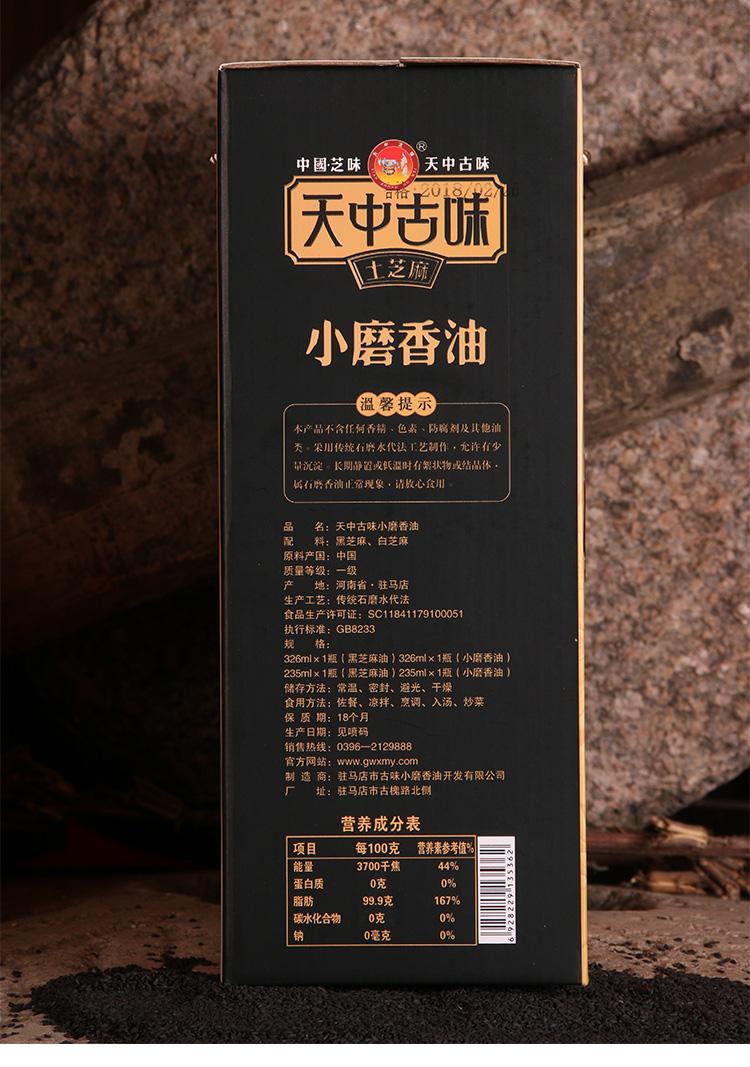 中國·芝味 天中古味
®
合格:2018/02/
天中古味
土芝麻
小磨香油
溫馨提示
本产品不含任何香精、色素、防腐剂及其他油
类。采用传统石磨水代法工艺制作，允许有少
量沉淀。长期静置或低温时有絮状物或结晶体，
属石磨香油正常现象，请放心食用。
品 名：天中古味小磨香油
配 料：黑芝麻、白芝麻
原料产国：中国
质量等级：一级
产 地：河南省·驻马店
生产工艺：传统石磨水代法
食品生产许可证：SC11841179100051
执行标准：GB8233
规 格：
326ml×1瓶（黑芝麻油）326ml×1瓶（小磨香油）
235ml×1瓶（黑芝麻油）235ml×1瓶（小磨香油）
储存方法：常温、密封、避光、干燥
食用方法：佐餐、凉拌、烹调、入汤、炒菜
保 质 期：18个月
生产日期：见喷码
销售热线：0396—2129888
官方网站：www.gwxmy.com
制 造 商：驻马店市古味小磨香油开发有限公司
厂 址：驻马店市古槐路北侧
营养成分表
项目 每100克 营养素参考值%
能量 3700千焦 44%
蛋白质 0克 0%
脂肪 99.9克 167%
碳水化合物 0克 0%
钠 0毫克 0%
6928229135362